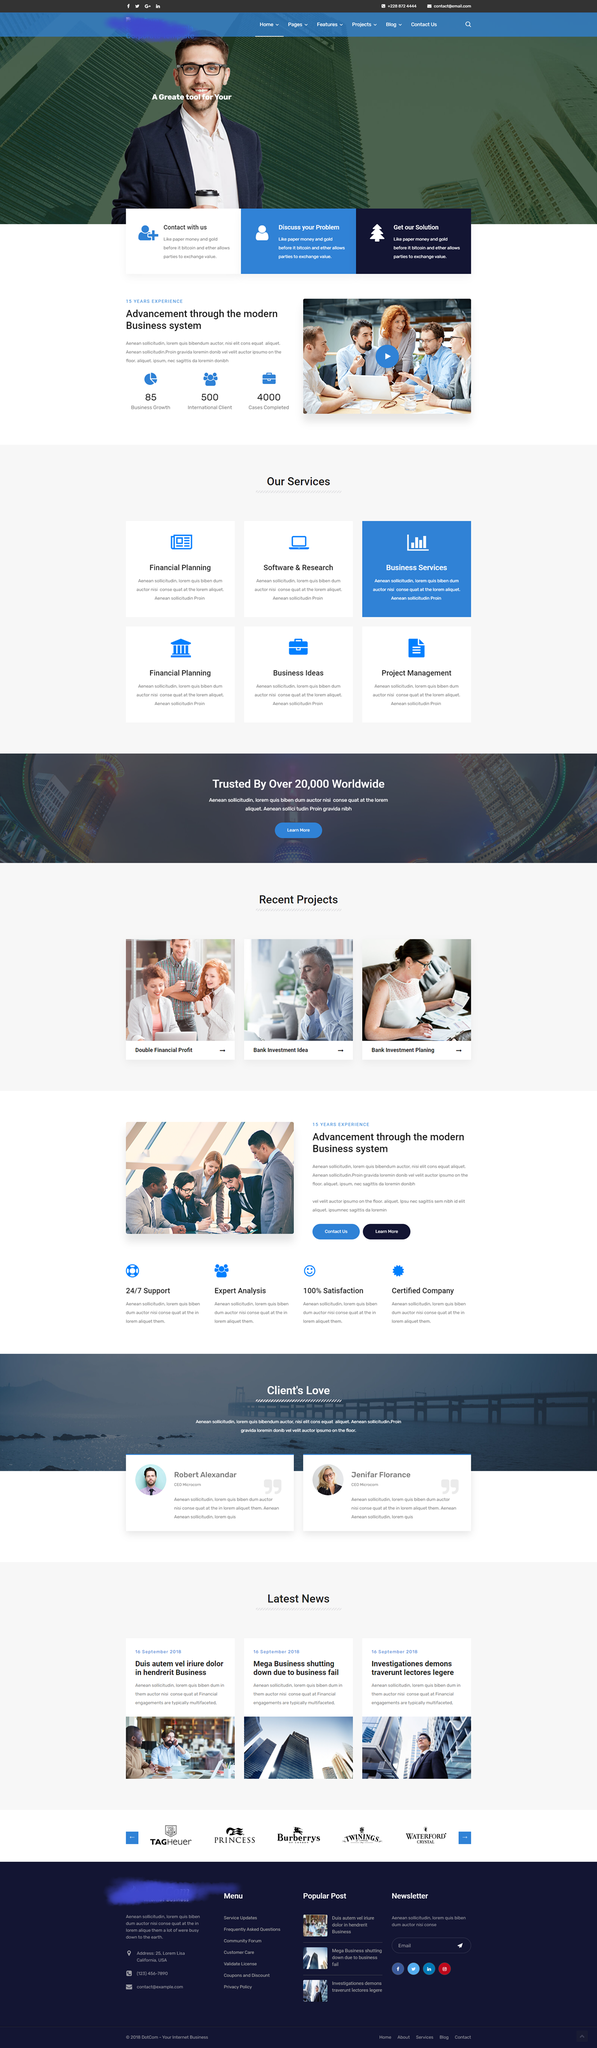 +228 872 4444
contact@email.com
Home
Pages
Features
Projects
Blog
Contact Us
A Greate tool for Your
Contact with us
Like paper money and gold
before it bitcoin and ether allows
parties to exchange value.
Discuss your Problem
Like paper money and gold
before it bitcoin and ether allows
parties to exchange value.
Get our Solution
Like paper money and gold
before it bitcoin and ether allows
parties to exchange value.
15 YEARS EXPERIENCE
Advancement through the modern
Business system
Aenean sollicitudin, lorem quis bibendum auctor, nisi elit cons equat aliquet.
Aenean sollicitudin.Proin gravida loremin donib vel velit auctor ipsums on the
floor. aliquet. ipsum, nec sagittis da loremin donibh
85
Business Growth
500
International Client
4000
Cases Completed
Our Services
Financial Planning
Aenean sollicitudin, lorem quis biben dum
auctor nisi conse quat at the lorem aliquet.
Aenean sollicitudin Proin
Software & Research
Aenean sollicitudin, lorem quis biben dum
auctor nisi conse quat at the lorem aliquet.
Aenean sollicitudin Proin
Business Services
Aenean sollicitudin, lorem quis biben dum
auctor nisi conse quat at the lorem aliquet.
Aenean sollicitudin Proin
Financial Planning
Aenean sollicitudin, lorem quis biben dum
auctor nisi conse quat at the lorem aliquet.
Aenean sollicitudin Proin
Business Ideas
Aenean sollicitudin, lorem quis biben dum
auctor nisi conse quat at the lorem aliquet.
Aenean sollicitudin Proin
Project Management
Aenean sollicitudin, lorem quis biben dum
auctor nisi conse quat at the lorem aliquet.
Aenean sollicitudin Proin
Trusted By Over 20,000 Worldwide
Aenean sollicitudin, lorem quis biben dum auctor nisi conse quat at the lorem
aliquet, Aenean sollici tudin Proin gravida nibh
Learn More
Recent Projects
Double Financial Profit
Bank Investment Idea
Bank Investment Planing
15 YEARS EXPERIENCE
Advancement through the modern
Business system
Aenean sollicitudin, lorem quis bibendum auctor, nisi elit cons equat aliquet.
Aenean sollicitudin.Proin gravida loremin donib vel velit auctor ipsums on the
floor. aliquet. ipsum, nec sagittis da loremin donibh
vel velit auctor ipsums on the floor. aliquet. Ipsu nec sagittis sem nibh id elit
aliquet. ipsumnec sagittis da loremin
Contact Us
Learn More
24/7 Support
Aenean sollicitudin, lorem quis biben
dum auctor nisi conse quat at the in
lorem aliquet them.
Expert Analysis
Aenean sollicitudin, lorem quis biben
dum auctor nisi conse quat at the in
lorem aliquet them.
100% Satisfaction
Aenean sollicitudin, lorem quis biben
dum auctor nisi conse quat at the in
lorem aliquet them.
Certified Company
Aenean sollicitudin, lorem quis biben
dum auctor nisi conse quat at the in
lorem aliquet them.
Client's Love
Aenean sollicitudin, lorem quis bibendum auctor, nisi elit cons equat aliquet. Aenean sollicitudin.Proin
gravida loremin donib vel velit auctor ipsums on the floor.
Robert Alexandar
CEO Microcom
Aenean sollicitudin, lorem quis biben dum auctor
nisi conse quat at the in lorem aliquet them. Aenean
Aenean sollicitudin, lorem quis
Jenifar Florance
CEO Microcom
Aenean sollicitudin, lorem quis biben dum auctor
nisi conse quat at the in lorem aliquet them. Aenean
Aenean sollicitudin, lorem quis
Latest News
16 September 2018
Duis autem vel iriure dolor
in hendrerit Business
Aenean sollicitudin, lorem quis biben dum in
them auctor nisi conse quat at Financial
engagements are typically multifaceted.
16 September 2018
Mega Business shutting
down due to business fail
Aenean sollicitudin, lorem quis biben dum in
them auctor nisi conse quat at Financial
engagements are typically multifaceted.
16 September 2018
Investigationes demons
traverunt lectores legere
Aenean sollicitudin, lorem quis biben dum in
them auctor nisi conse quat at Financial
engagements are typically multifaceted.
TAGHeuer
PRINCESS
Burberrys
TWININGS
WATERFORD
CRYSTAL
Aenean sollicitudin, lorem quis biben
dum auctor nisi conse quat at the in
lorem alique them a lot of were busy
down to the earth.
Address: 25, Lorem Lisa
California, USA
(123) 456-7890
contact@example.com
Menu
Service Updates
Frequently Asked Questions
Community Forum
Customer Care
Validate License
Coupons and Discount
Privacy Policy
Popular Post
Duis autem vel iriure
dolor in hendrerit
Business
Mega Business shutting
down due to business
fail
Investigationes demons
traverunt lectores legere
Newsletter
Aenean sollicitudin, lorem quis biben
dum auctor nisi conse.
Email
© 2018 DotCom - Your Internet Business
Home
About
Services
Blog
Contact